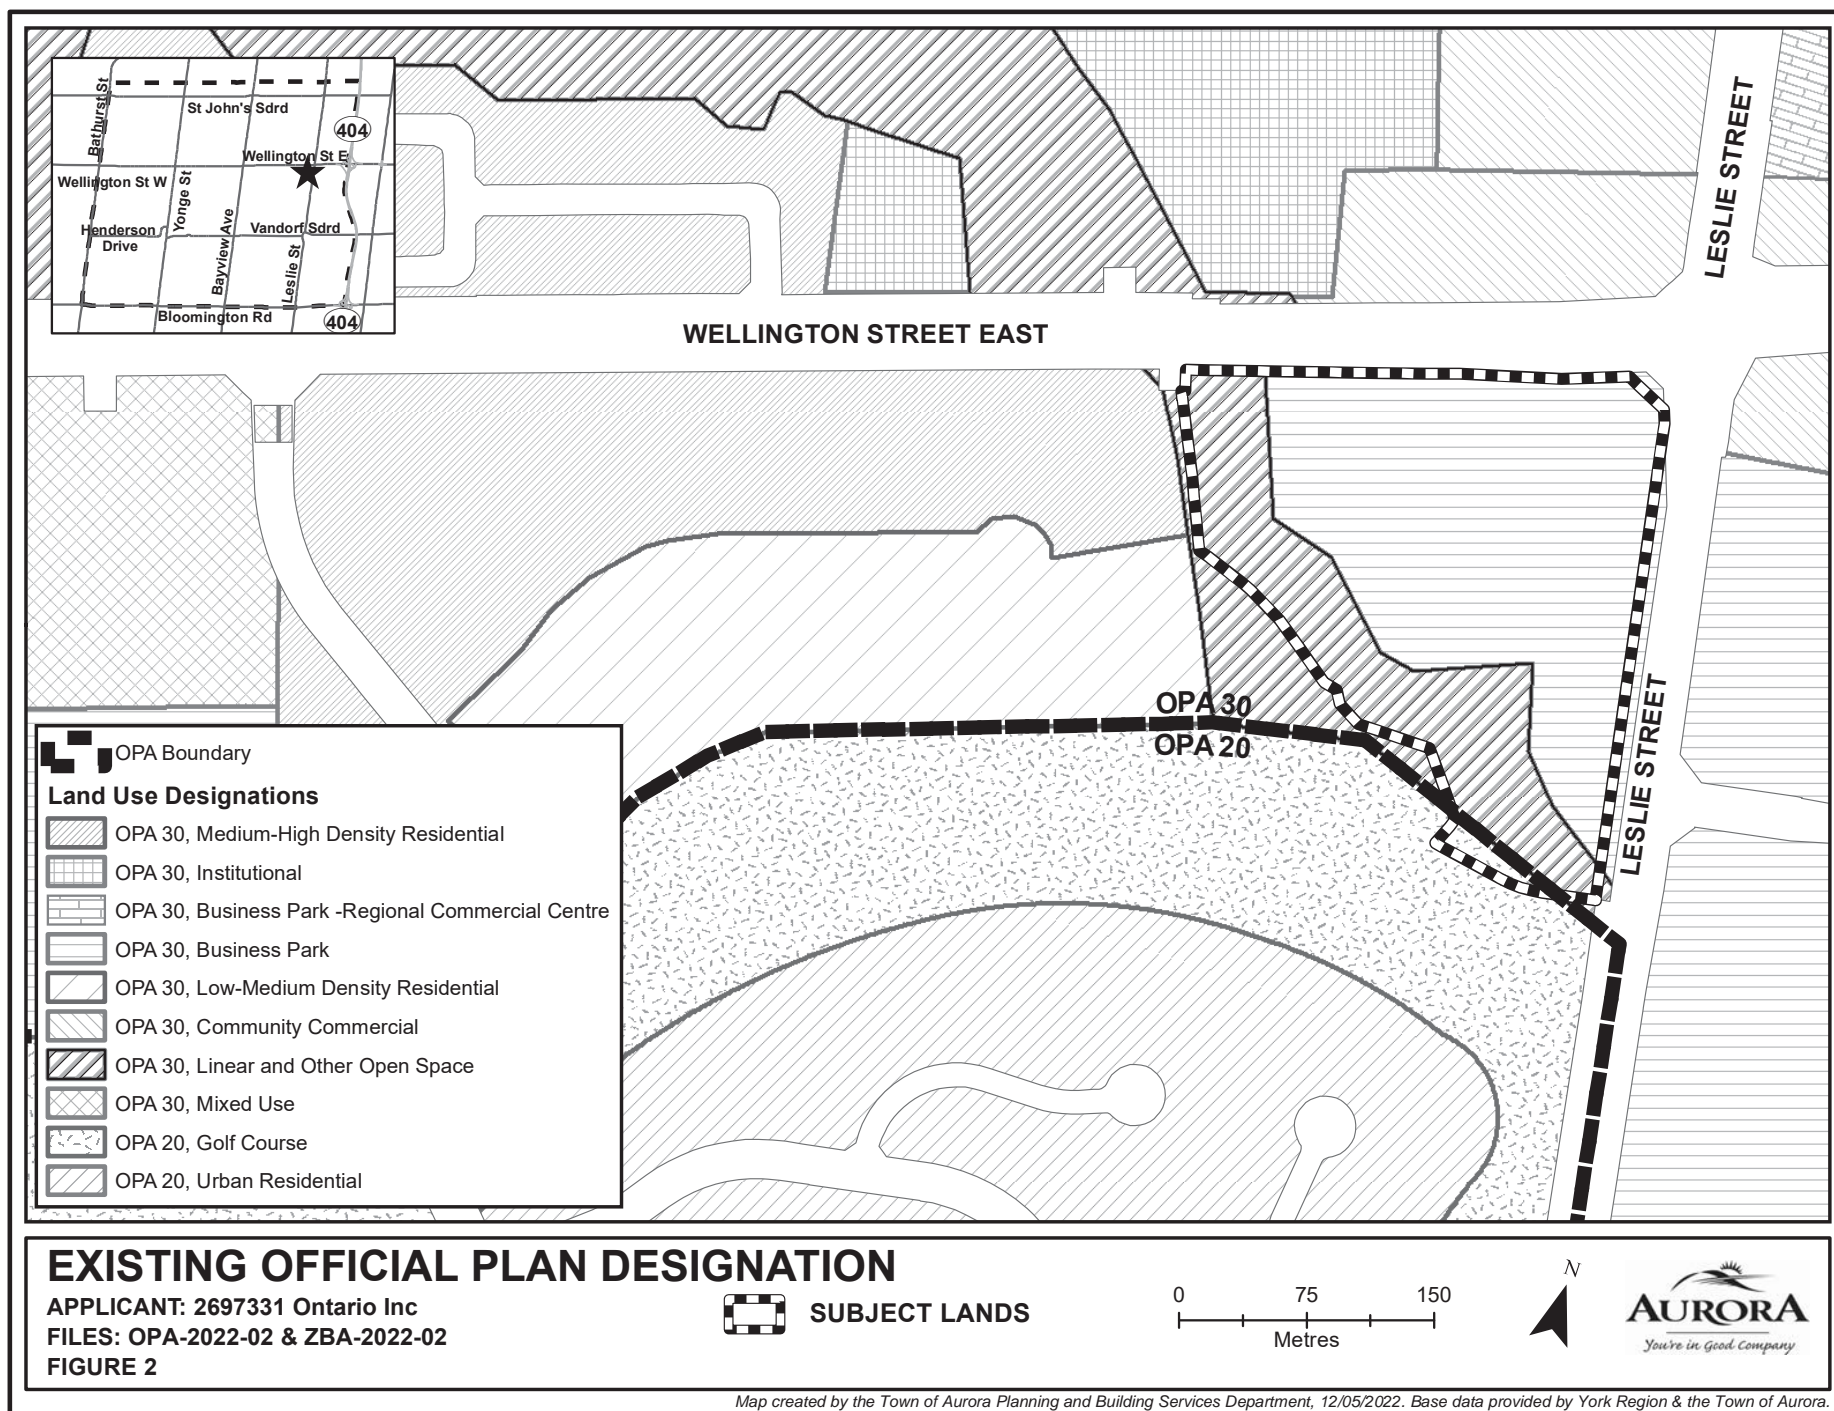 Bathurst St
St John's Sdrd
404
Wellington St E
Wellington St W
Yonge St
Henderson
Drive
Bayview Ave
Vandorf Sdrd
Leslie St
Bloomington Rd
404
LESLIE STREET
WELLINGTON STREET EAST
OPA 30
OPA 20
LESLIE STREET
OPA Boundary
Land Use Designations
OPA 30, Medium-High Density Residential
OPA 30, Institutional
OPA 30, Business Park -Regional Commercial Centre
OPA 30, Business Park
OPA 30, Low-Medium Density Residential
OPA 30, Community Commercial
OPA 30, Linear and Other Open Space
OPA 30, Mixed Use
OPA 20, Golf Course
OPA 20, Urban Residential
EXISTING OFFICIAL PLAN DESIGNATION
APPLICANT: 2697331 Ontario Inc
FILES: OPA-2022-02 & ZBA-2022-02
FIGURE 2
SUBJECT LANDS
0 75 150
Metres
N
AURORA
You're in Good Company
Map created by the Town of Aurora Planning and Building Services Department, 12/05/2022. Base data provided by York Region & the Town of Aurora.